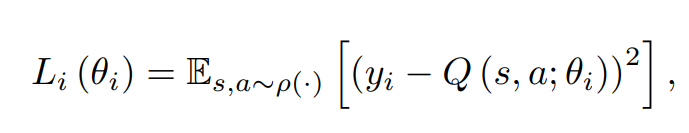 L_i (θ_i) = 𝔼_{s,a∼ρ(·)} [(y_i − Q (s, a; θ_i))^2] ,